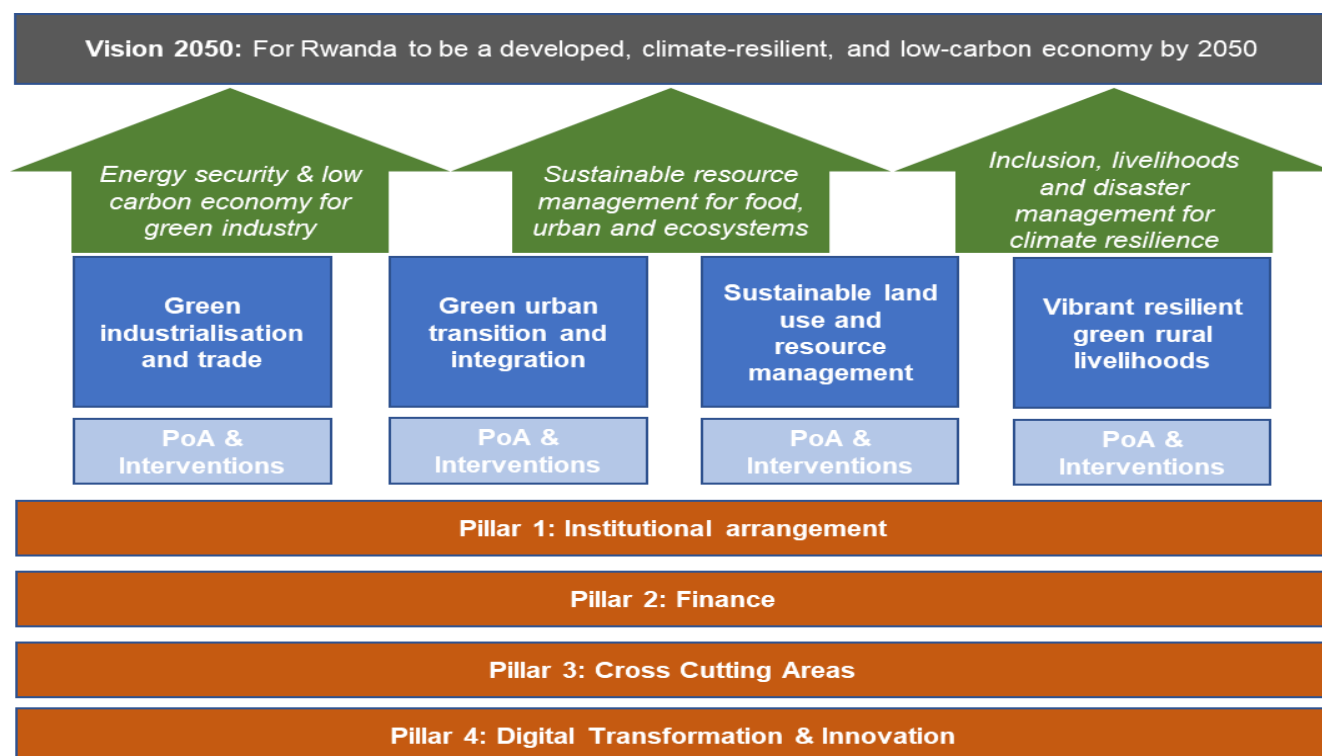 Vision 2050: For Rwanda to be a developed, climate-resilient, and low-carbon economy by 2050
Energy security & low
carbon economy for
green industry
Sustainable resource
management for food,
urban and ecosystems
Inclusion, livelihoods
and disaster
management for
climate resilience
Green
industrialisation
and trade
Green urban
transition and
integration
Sustainable land
use and
resource
management
Vibrant resilient
green rural
livelihoods
PoA &
Interventions
PoA &
Interventions
PoA &
Interventions
PoA &
Interventions
Pillar 1: Institutional arrangement
Pillar 2: Finance
Pillar 3: Cross Cutting Areas
Pillar 4: Digital Transformation & Innovation